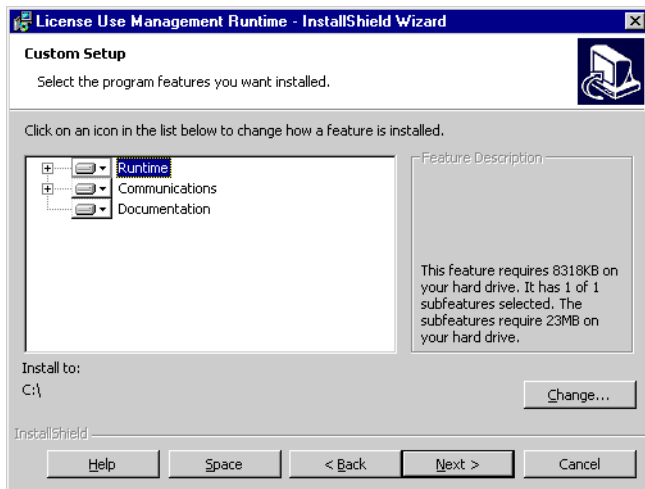 License Use Management Runtime - InstallShield Wizard
Custom Setup
Select the program features you want installed.
Click on an icon in the list below to change how a feature is installed.
Runtime
Communications
Documentation
Feature Description
This feature requires 8318KB on
your hard drive. It has 1 of 1
subfeatures selected. The
subfeatures require 23MB on
your hard drive.
Install to:
C:\
Change...
InstallShield
Help
Space
< Back
Next >
Cancel